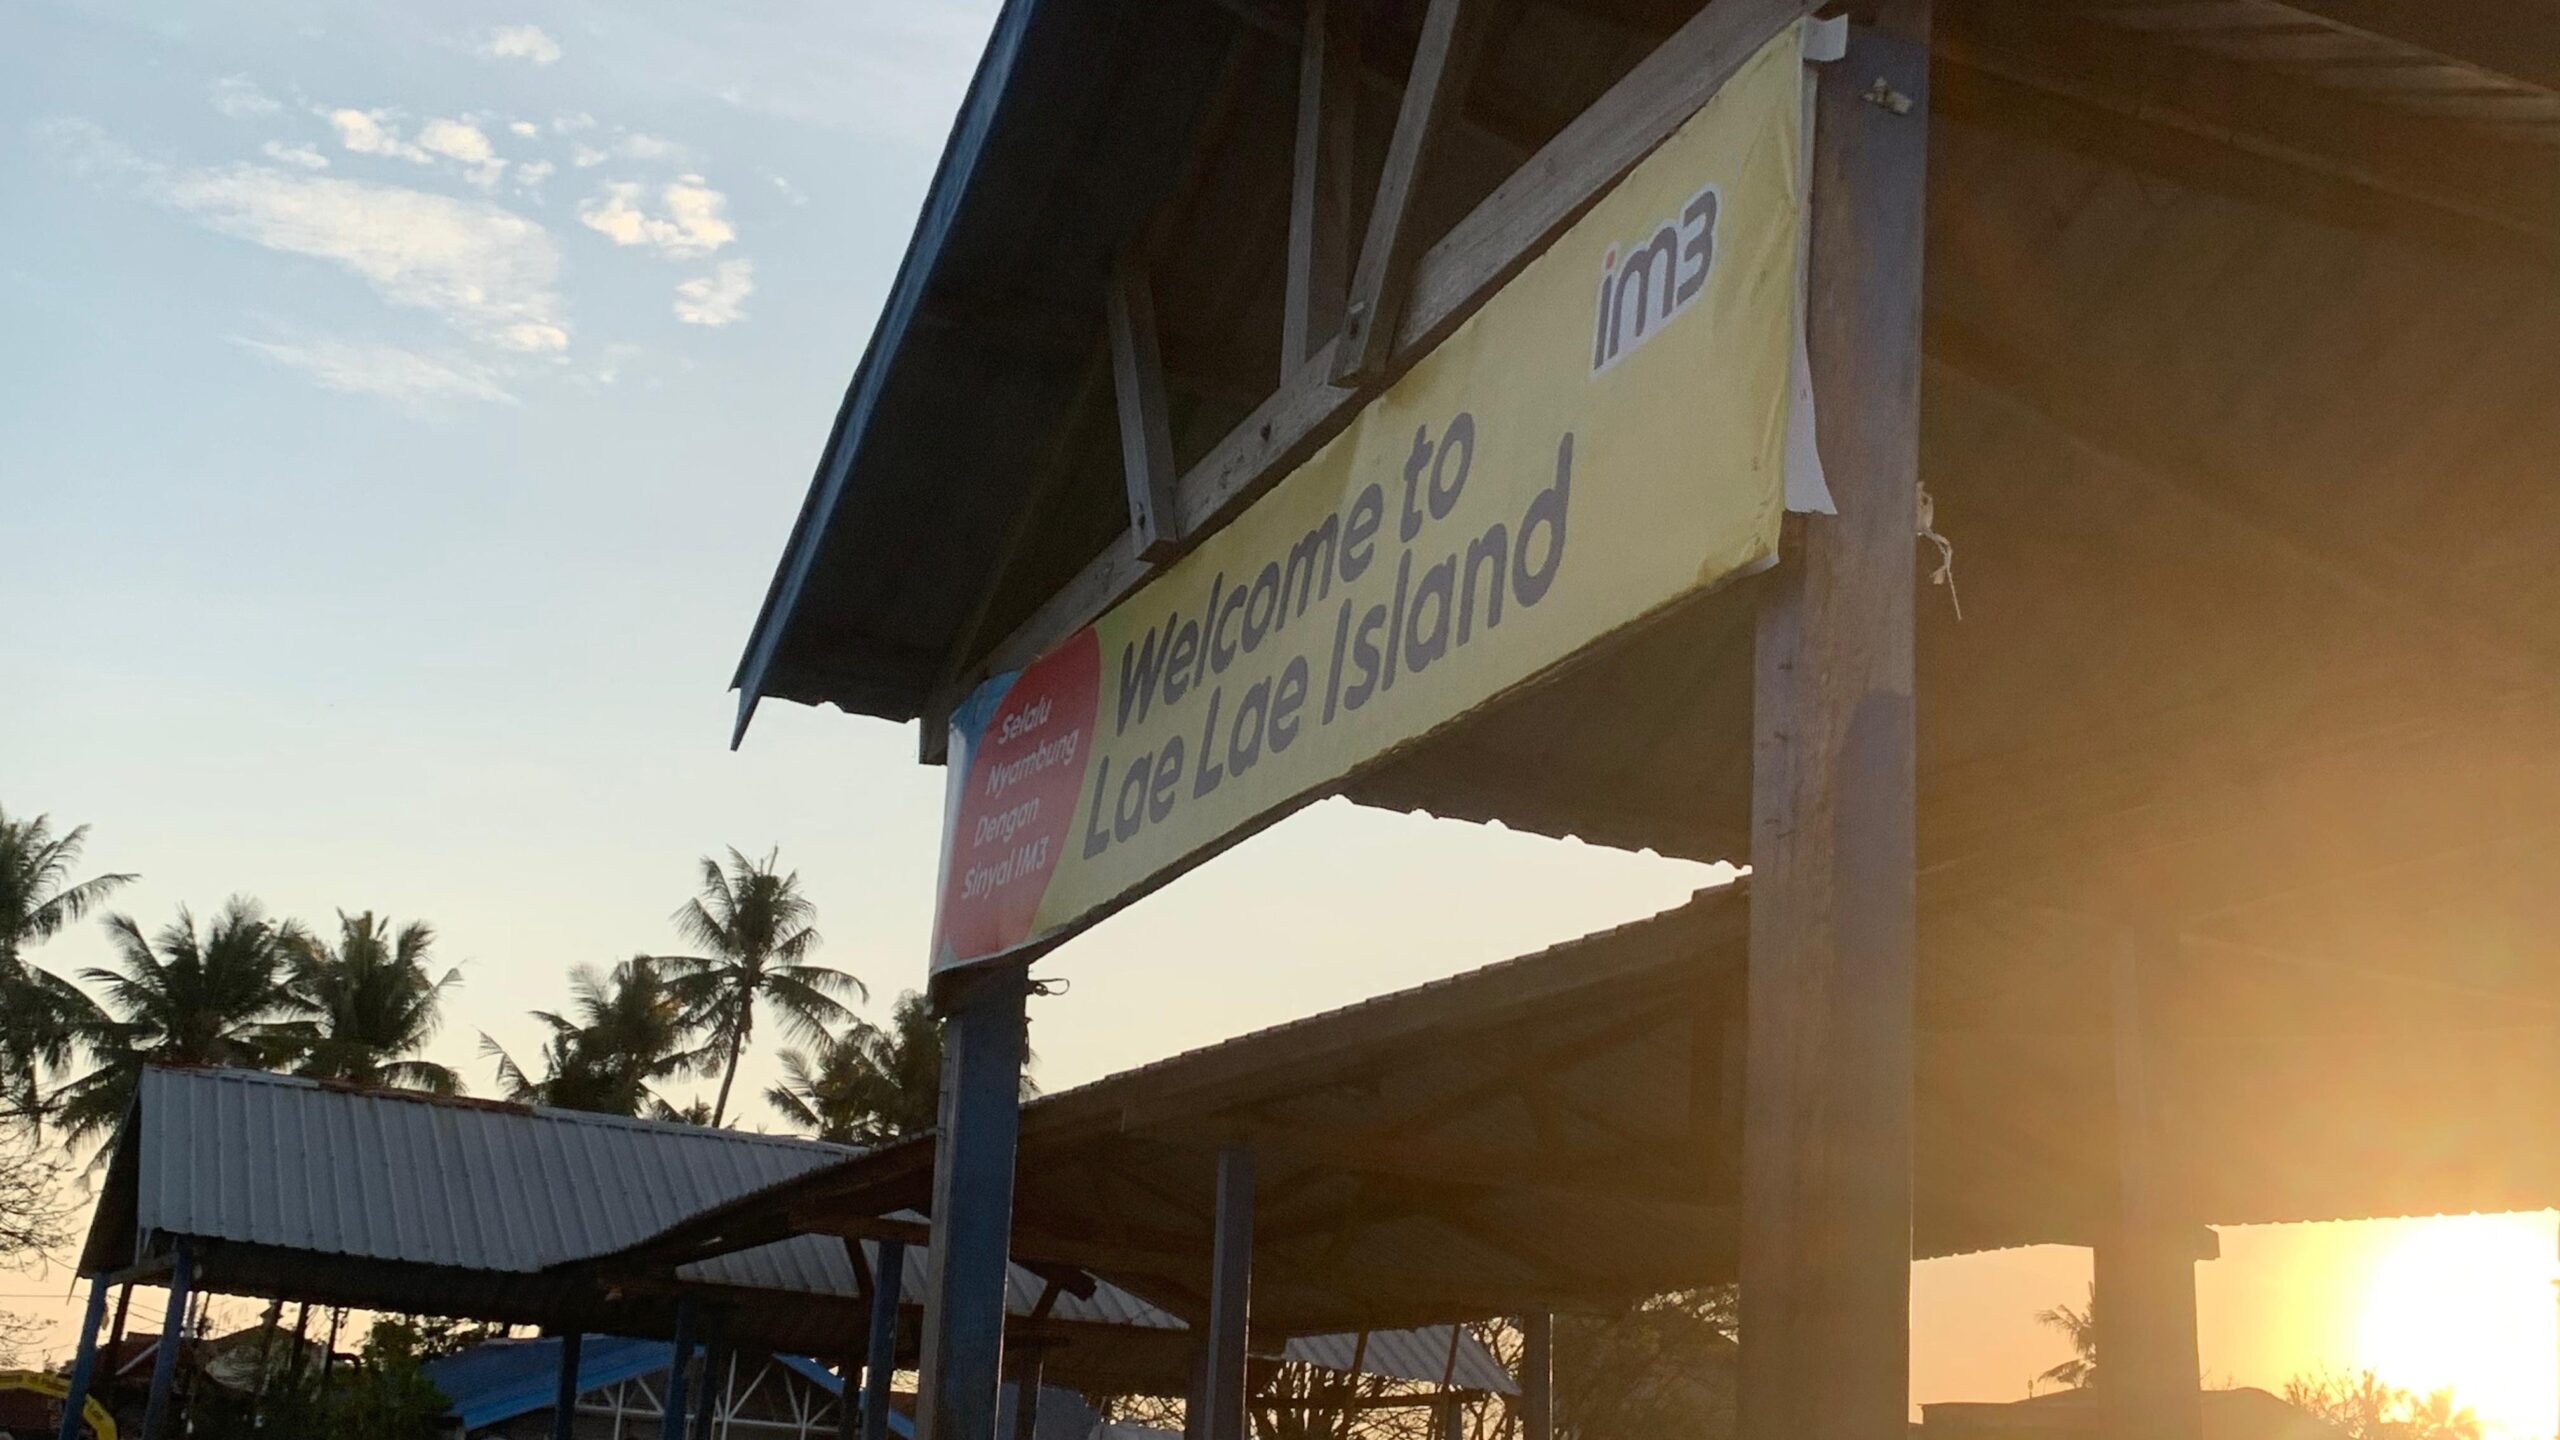 Selalu
Nyambung
Dengan
Sinyal IM3
Welcome to
Lae Lae Island
im3